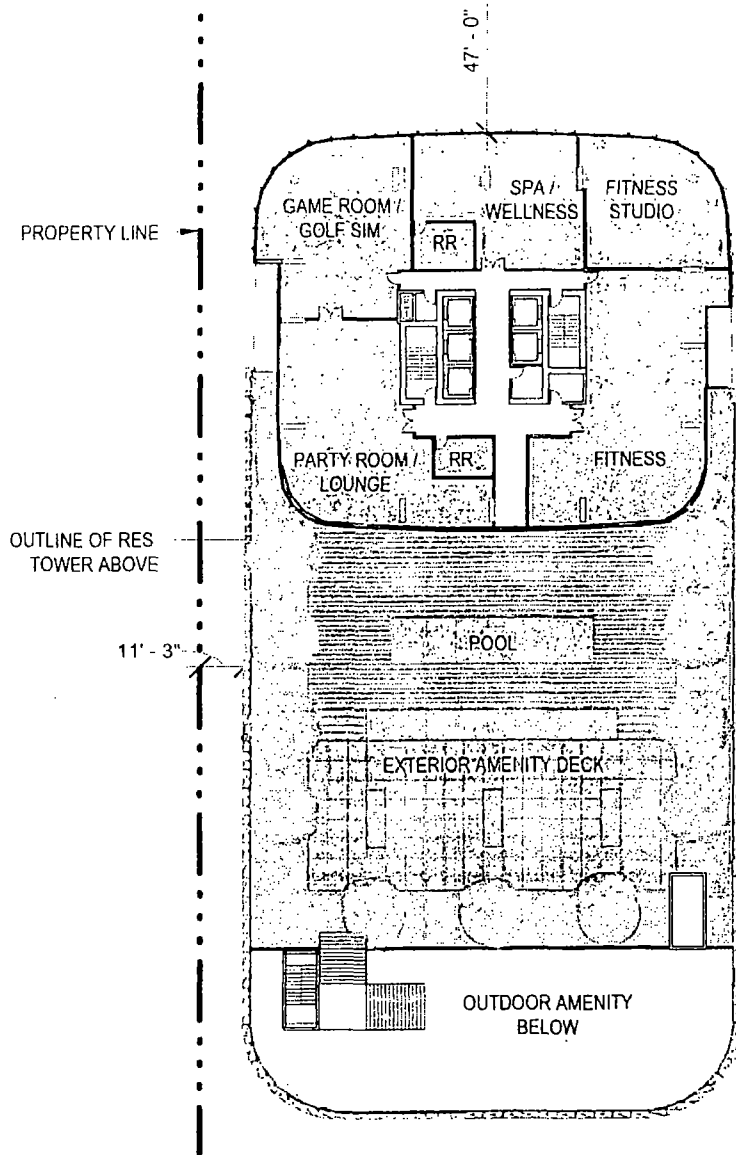 47' - 0"
PROPERTY LINE
GAME ROOM /
GOLF SIM
SPA /
WELLNESS
FITNESS
STUDIO
RR
PARTY ROOM /
LOUNGE
RR
FITNESS
OUTLINE OF RES
TOWER ABOVE
11' - 3"
POOL
EXTERIOR AMENITY DECK
OUTDOOR AMENITY
BELOW